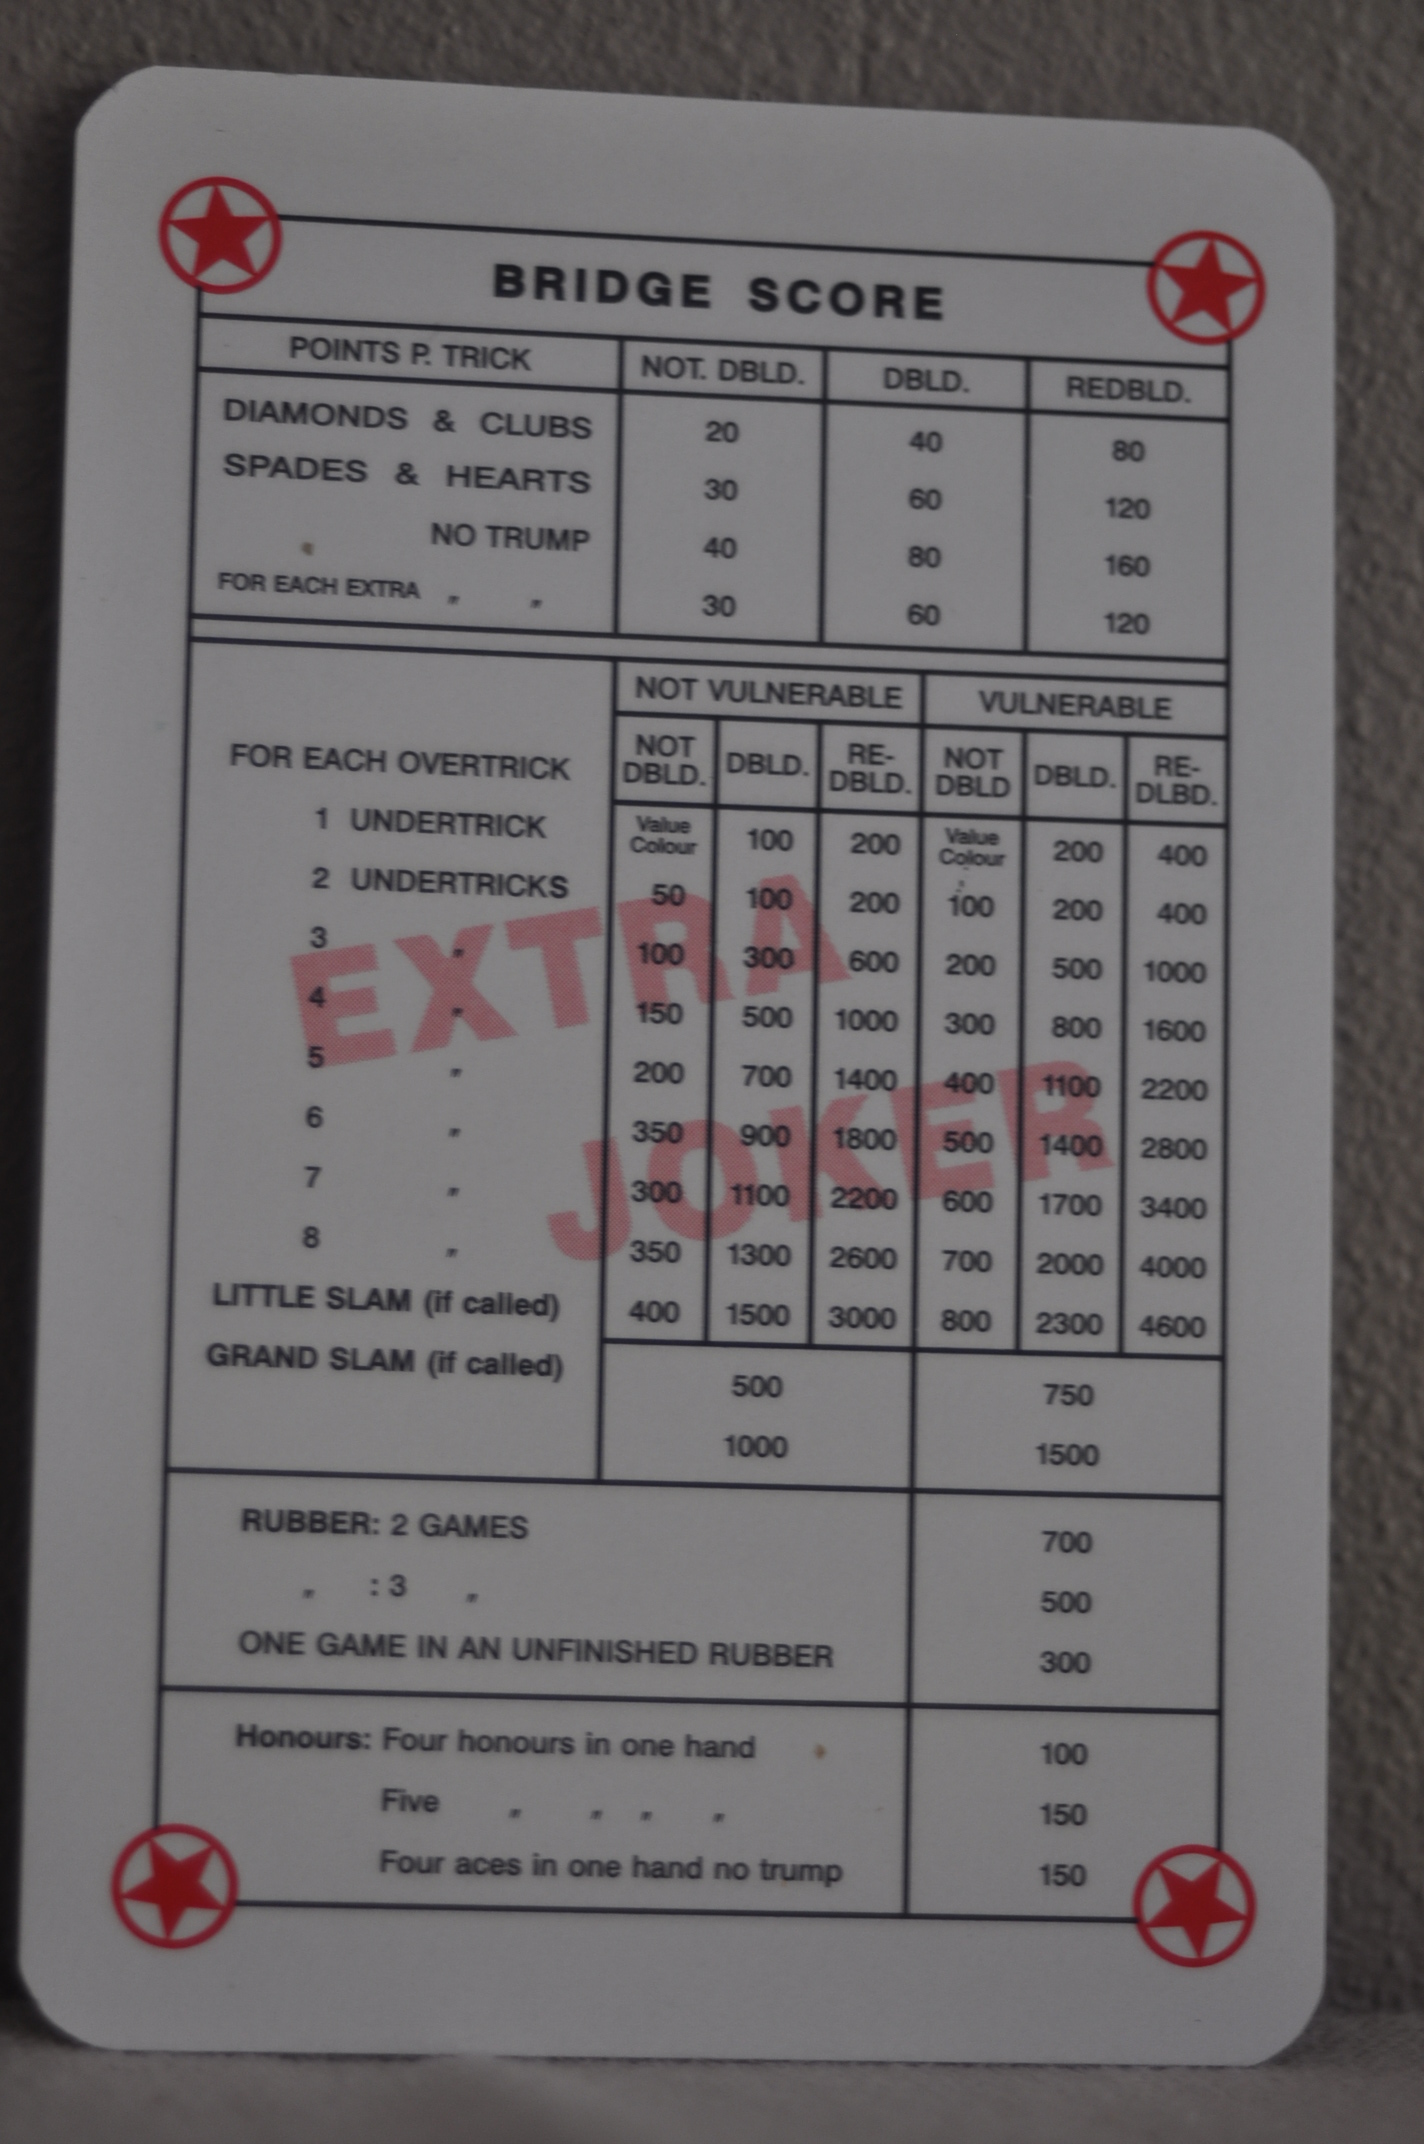 BRIDGE SCORE
POINTS P. TRICK NOT. DBLD. DBLD. REDBLD.
DIAMONDS & CLUBS 20 40 80
SPADES & HEARTS 30 60 120
NO TRUMP 40 80 160
FOR EACH EXTRA " " 30 60 120
NOT VULNERABLE VULNERABLE
NOT DBLD. DBLD. RE-DBLD. NOT DBLD DBLD. RE-DLBD.
FOR EACH OVERTRICK Value Colour 100 200 Value Colour 200 400
1 UNDERTRICK 50 100 200 100 200 400
2 UNDERTRICKS 100 300 600 200 500 1000
3 " 150 500 1000 300 800 1600
4 " 200 700 1400 400 1100 2200
5 " 350 900 1800 500 1400 2800
6 " 300 1100 2200 600 1700 3400
7 " 350 1300 2600 700 2000 4000
8 " 400 1500 3000 800 2300 4600
LITTLE SLAM (if called) 500 750
GRAND SLAM (if called) 1000 1500
EXTRA
JOKER
RUBBER: 2 GAMES 700
" : 3 " 500
ONE GAME IN AN UNFINISHED RUBBER 300
Honours: Four honours in one hand 100
Five " " " " 150
Four aces in one hand no trump 150